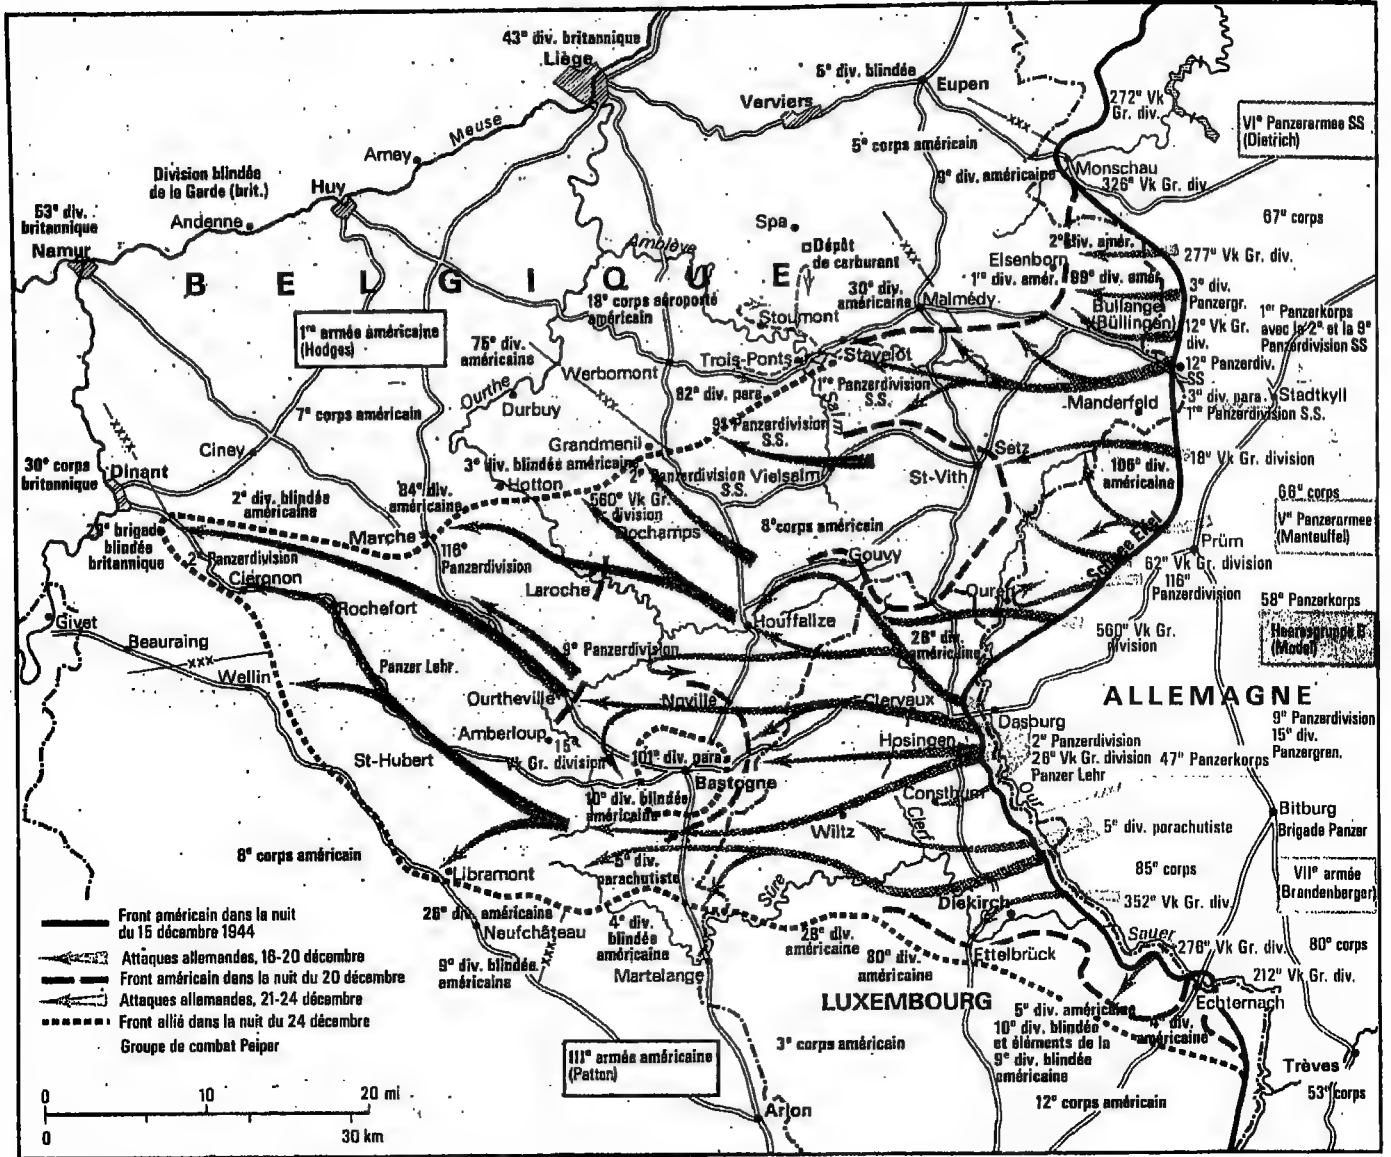 43e div. britannique
Liège
6e div. blindée
Eupen
Verviers
272e Vk
Gr. div.
VIe Panzerarmee SS
(Dietrich)
Meuse
Amay
5e corps américain
Monschau
9e div. américaine
326e Vk Gr. div.
Division blindée
de la Garde (brit.)
Huy
Andenne
53e div.
britannique
Namur
Spa
67e corps
Amblève
Dépôt
de carburant
2e div. amér.
Elsenborn
277e Vk Gr. div.
BELGIQUE
1re div. amér.
99e div. amér.
3e div.
Panzergr.
18e corps aéroporté
américain
30e div.
américaine
Malmédy
Bullange
(Büllingen)
1er Panzerkorps
avec la 2e et la 9e
Panzerdivision SS
12e Vk Gr.
div.
1re armée américaine
(Hodges)
Stoumont
75e div.
américaine
Trois-Ponts
Stavelot
Werbomont
12e Panzerdiv.
SS
Ourthe
82e div. para.
1re Panzerdivision
S.S.
Salm
3e div. para.
Stadtkyll
1re Panzerdivision S.S.
Manderfeld
Durbuy
7e corps américain
9e Panzerdivision
S.S.
Grandmenil
Ciney
30e corps
britannique
Dinant
3e div. blindée américaine
Hotton
2e Panzerdivision
S.S.
Vielsalm
Setz
St-Vith
106e div.
américaine
18e Vk Gr. division
2e div. blindée
américaine
84e div.
américaine
560e Vk Gr.
division
Dochamps
8e corps américain
66e corps
Ve Panzerarmee
(Manteuffel)
29e brigade
blindée
britannique
Marche
2e Panzerdivision
116e
Panzerdivision
Gouvy
Schnee Eifel
Prüm
62e Vk Gr. division
116e
Panzerdivision
Ciergnon
Laroche
Ouren
Rochefort
Houffalize
58e Panzerkorps
Givet
Beauraing
28e div.
américaine
560e Vk Gr.
division
Heeresgruppe B
(Model)
9e Panzerdivision
Panzer Lehr.
Wellin
Ourtheville
Noville
Clervaux
ALLEMAGNE
Dasburg
9e Panzerdivision
15e div.
Panzergren.
Amberloup
15e
Vk Gr. division
St-Hubert
101e div. para.
Bastogne
Hosingen
2e Panzerdivision
26e Vk Gr. division
Panzer Lehr
47e Panzerkorps
10e div. blindée
américaine
Consthum
Our
Wiltz
Clerf
Bitburg
Brigade Panzer
5e div. parachutiste
8e corps américain
5e div.
parachutiste
85e corps
VIIe armée
(Brandenberger)
Libramont
Sûre
Diekirch
352e Vk Gr. div.
Front américain dans la nuit
du 15 décembre 1944
26e div. américaine
Neufchâteau
4e div.
blindée
américaine
28e div.
américaine
Sauer
276e Vk Gr. div.
80e corps
Attaques allemandes, 16-20 décembre
80e div.
américaine
Ettelbrück
Front américain dans la nuit du 20 décembre
9e div. blindée
américaine
Martelange
212e Vk Gr. div.
Attaques allemandes, 21-24 décembre
LUXEMBOURG
Echternach
Front allié dans la nuit du 24 décembre
5e div. américaine
10e div. blindée
et éléments de la
9e div. blindée
américaine
4e div.
américaine
Groupe de combat Peiper
IIIe armée américaine
(Patton)
3e corps américain
Trèves
53e corps
12e corps américain
Arlon
0 10 20 mi
0 30 km